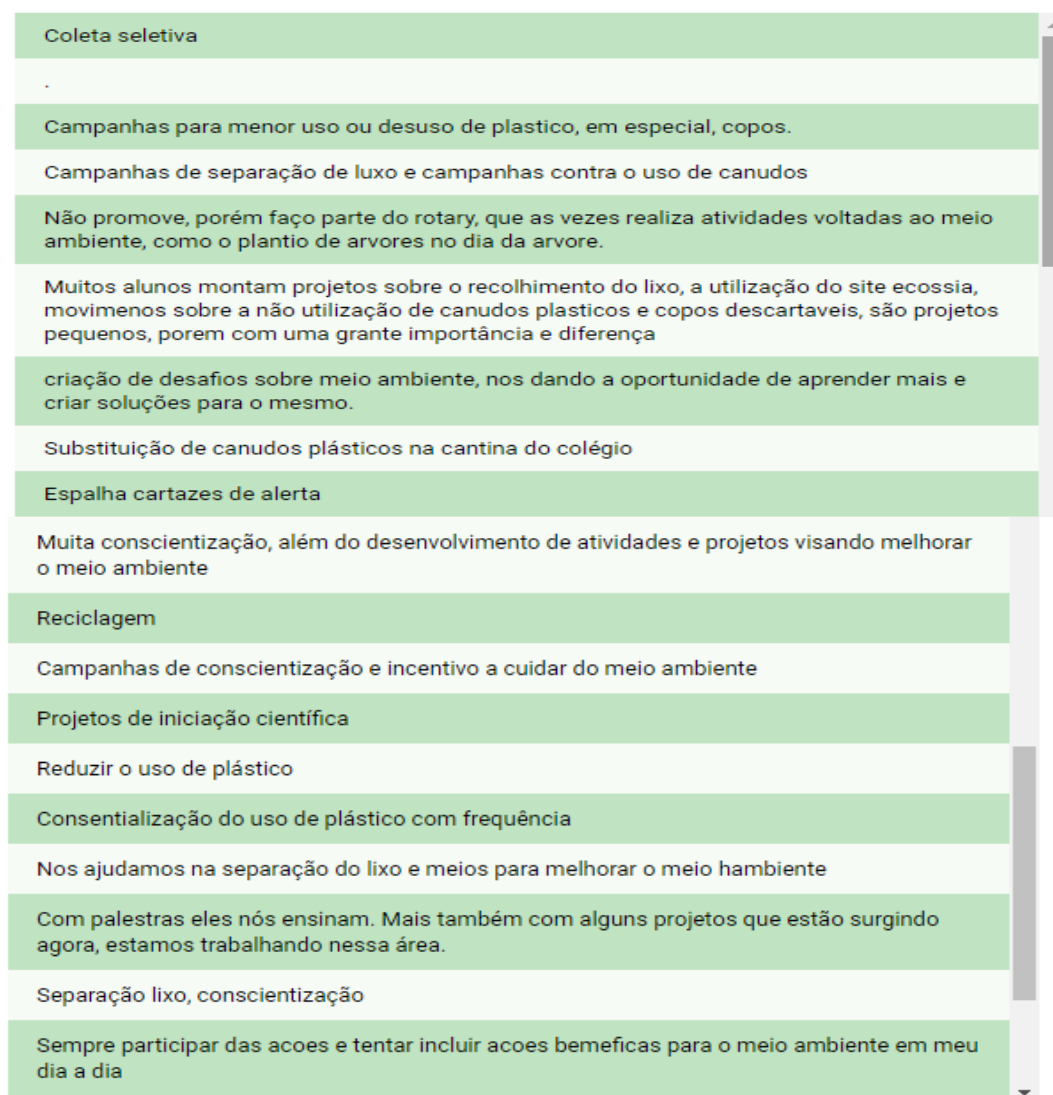 Coleta seletiva
.
Campanhas para menor uso ou desuso de plastico, em especial, copos.
Campanhas de separação de luxo e campanhas contra o uso de canudos
Não promove, porém faço parte do rotary, que as vezes realiza atividades voltadas ao meio
ambiente, como o plantio de arvores no dia da arvore.
Muitos alunos montam projetos sobre o recolhimento do lixo, a utilização do site ecossia,
movimenos sobre a não utilização de canudos plasticos e copos descartaveis, são projetos
pequenos, porem com uma grante importância e diferença
criação de desafios sobre meio ambiente, nos dando a oportunidade de aprender mais e
criar soluções para o mesmo.
Substituição de canudos plásticos na cantina do colégio
Espalha cartazes de alerta
Muita conscientização, além do desenvolvimento de atividades e projetos visando melhorar
o meio ambiente
Reciclagem
Campanhas de conscientização e incentivo a cuidar do meio ambiente
Projetos de iniciação científica
Reduzir o uso de plástico
Consentialização do uso de plástico com frequência
Nos ajudamos na separação do lixo e meios para melhorar o meio hambiente
Com palestras eles nós ensinam. Mais também com alguns projetos que estão surgindo
agora, estamos trabalhando nessa área.
Separação lixo, conscientização
Sempre participar das acoes e tentar incluir acoes bemeficas para o meio ambiente em meu
dia a dia